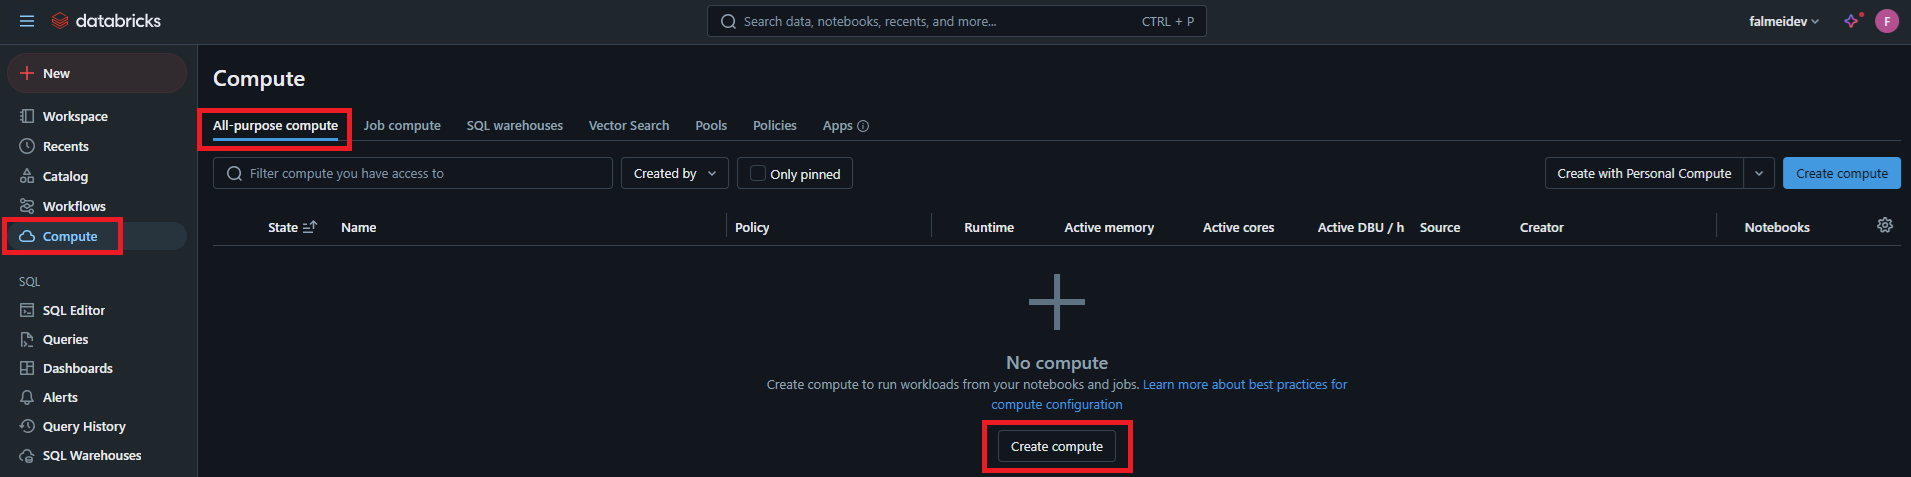 databricks
Search data, notebooks, recents, and more...
CTRL + P
falmeidev
F
New
Workspace
Recents
Catalog
Workflows
Compute
SQL
SQL Editor
Queries
Dashboards
Alerts
Query History
SQL Warehouses
Compute
All-purpose compute Job compute SQL warehouses Vector Search Pools Policies Apps
Filter compute you have access to
Created by
Only pinned
Create with Personal Compute
Create compute
State Name Policy Runtime Active memory Active cores Active DBU / h Source Creator Notebooks
No compute
Create compute to run workloads from your notebooks and jobs. Learn more about best practices for
compute configuration
Create compute